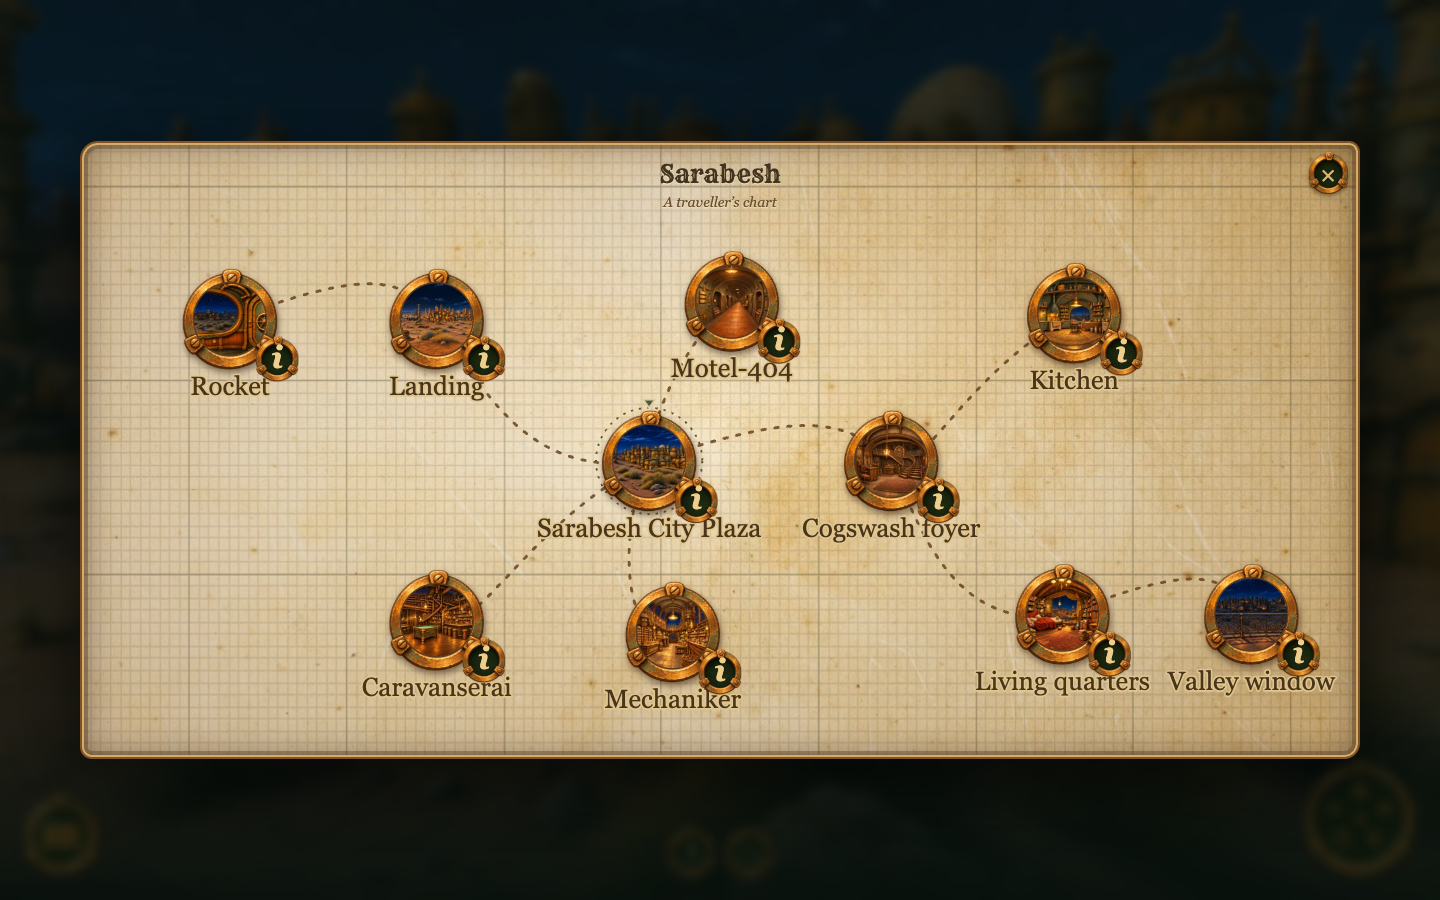 Sarabesh
A traveller's chart
Rocket
Landing
Motel-404
Kitchen
Sarabesh City Plaza
Cogswash foyer
Caravanserai
Mechaniker
Living quarters
Valley window